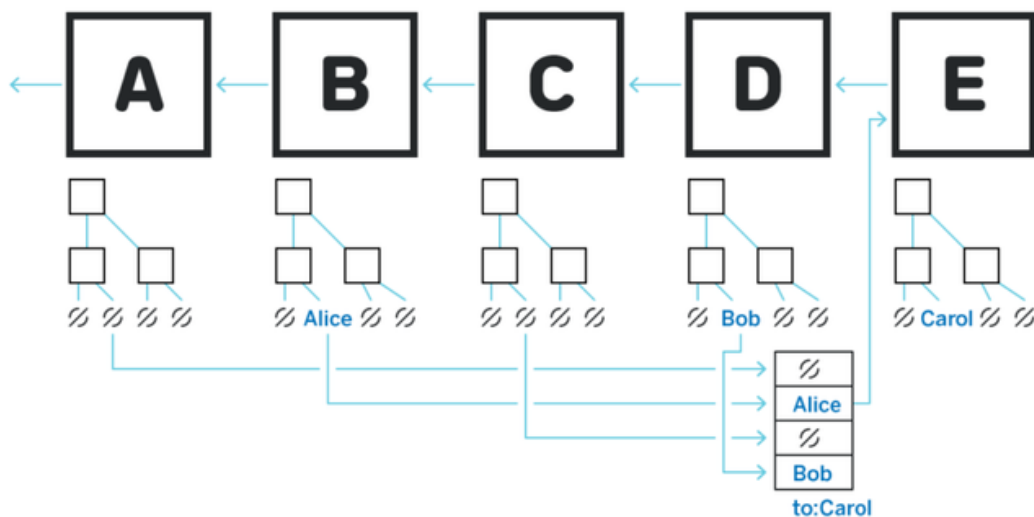 A B C D E
Alice Bob Carol
Alice
Bob
to:Carol